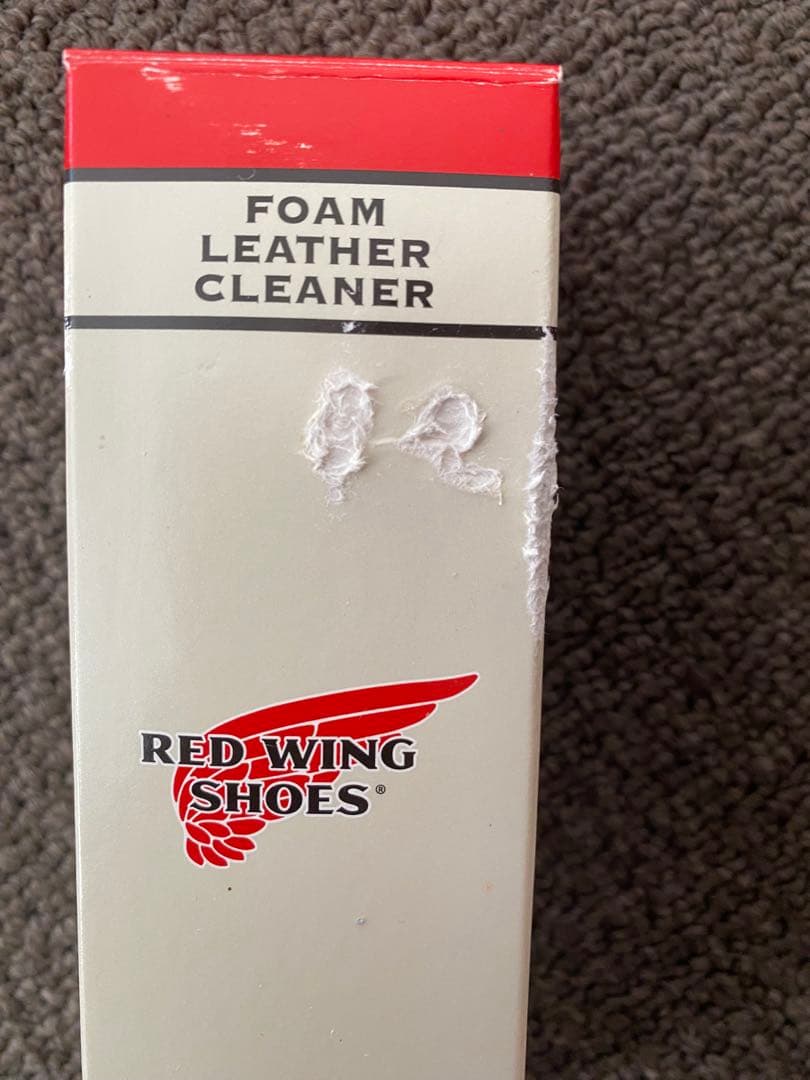 FOAM
LEATHER
CLEANER
RED WING
SHOES®